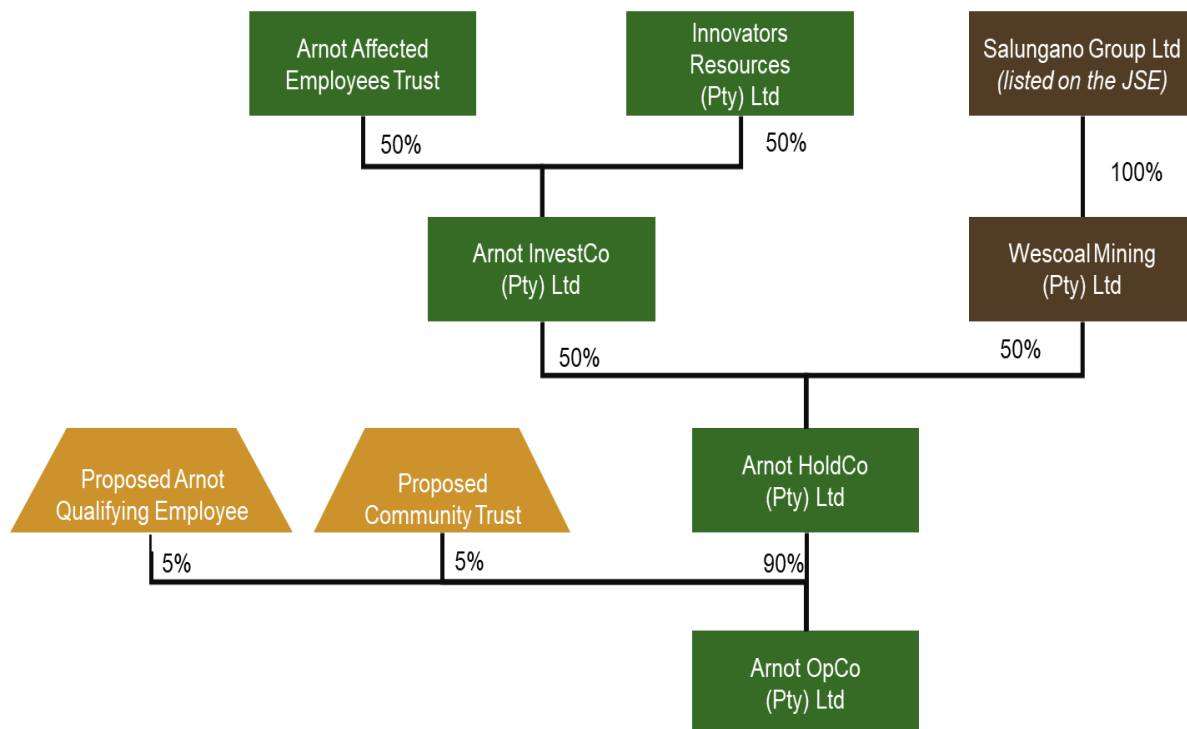 Arnot Affected
Employees Trust
Innovators
Resources
(Pty) Ltd
Salungano Group Ltd
(listed on the JSE)
50%
50%
100%
Arnot InvestCo
(Pty) Ltd
Wescoal Mining
(Pty) Ltd
50%
50%
Proposed Arnot
Qualifying Employee
Proposed
Community Trust
Arnot HoldCo
(Pty) Ltd
5%
5%
90%
Arnot OpCo
(Pty) Ltd